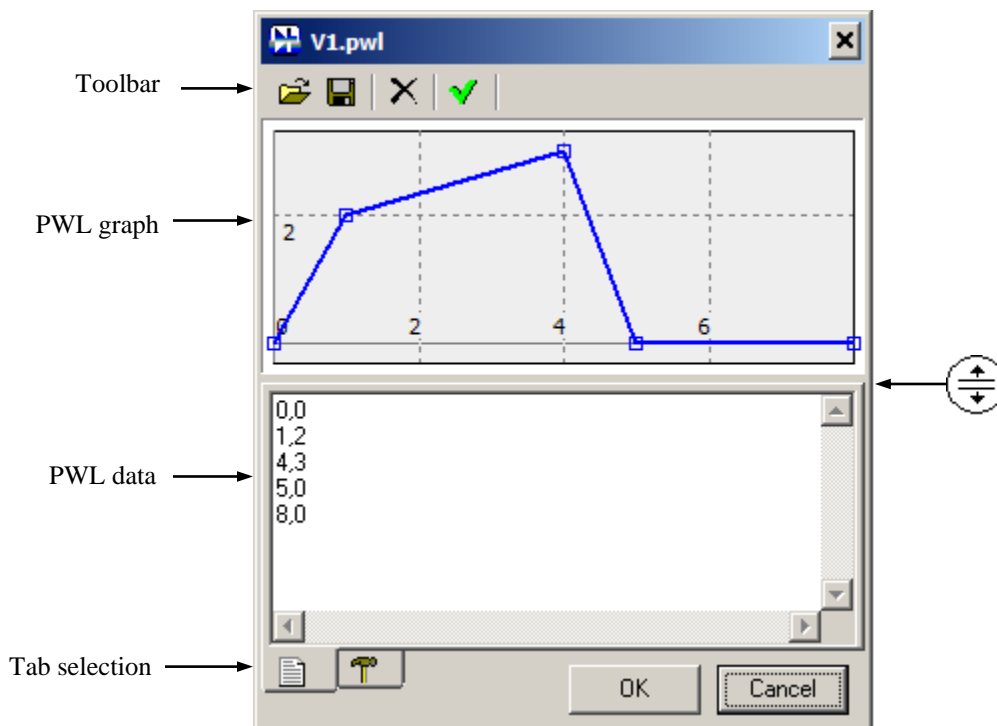 V1.pwl
Toolbar
PWL graph
2
0 2 4 6
PWL data
0,0
1,2
4,3
5,0
8,0
Tab selection
OK Cancel